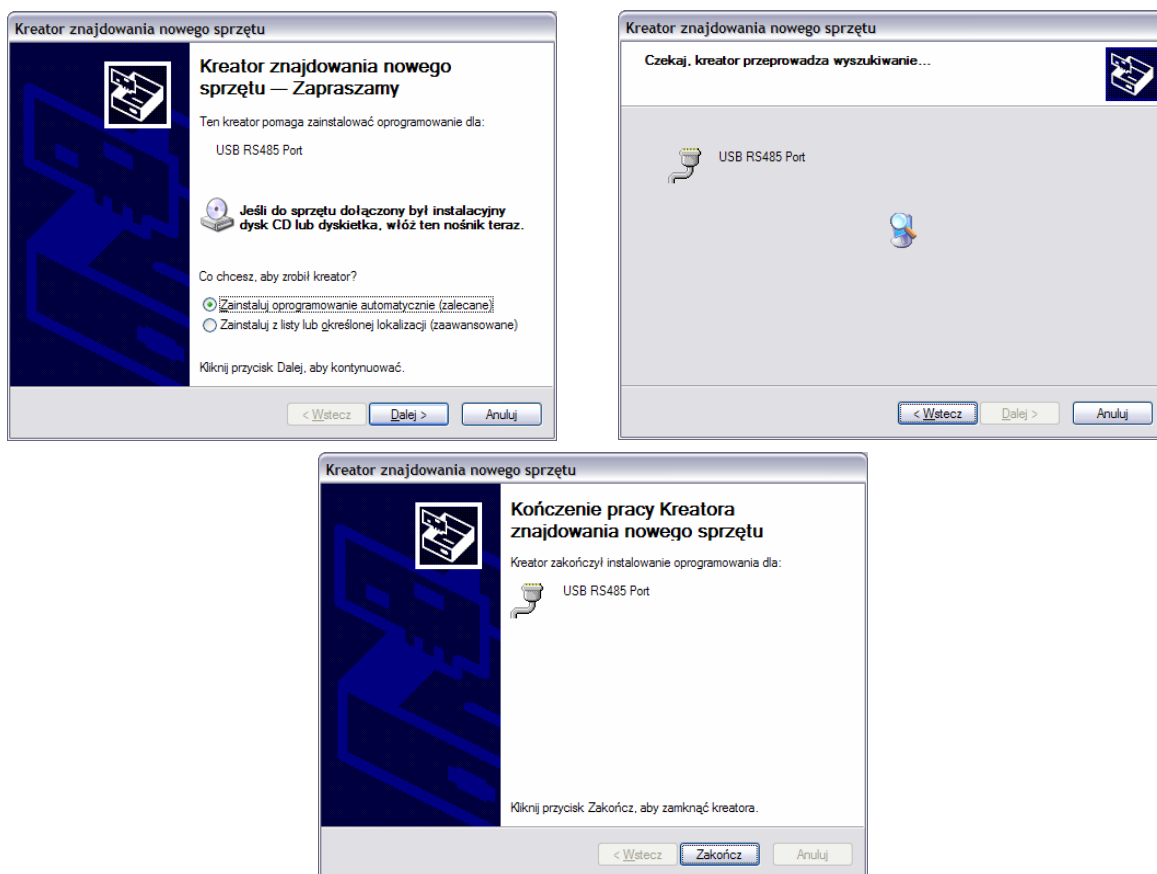 Kreator znajdowania nowego sprzętu
Kreator znajdowania nowego
sprzętu — Zapraszamy
Ten kreator pomaga zainstalować oprogramowanie dla:
USB RS485 Port
Jeśli do sprzętu dołączony był instalacyjny
dysk CD lub dyskietka, włóż ten nośnik teraz.
Co chcesz, aby zrobił kreator?
Zainstaluj oprogramowanie automatycznie (zalecane)
Zainstaluj z listy lub określonej lokalizacji (zaawansowane)
Kliknij przycisk Dalej, aby kontynuować.
< Wstecz Dalej > Anuluj
Kreator znajdowania nowego sprzętu
Czekaj, kreator przeprowadza wyszukiwanie...
USB RS485 Port
< Wstecz Dalej > Anuluj
Kreator znajdowania nowego sprzętu
Kończenie pracy Kreatora
znajdowania nowego sprzętu
Kreator zakończył instalowanie oprogramowania dla:
USB RS485 Port
Kliknij przycisk Zakończ, aby zamknąć kreatora.
< Wstecz Zakończ Anuluj